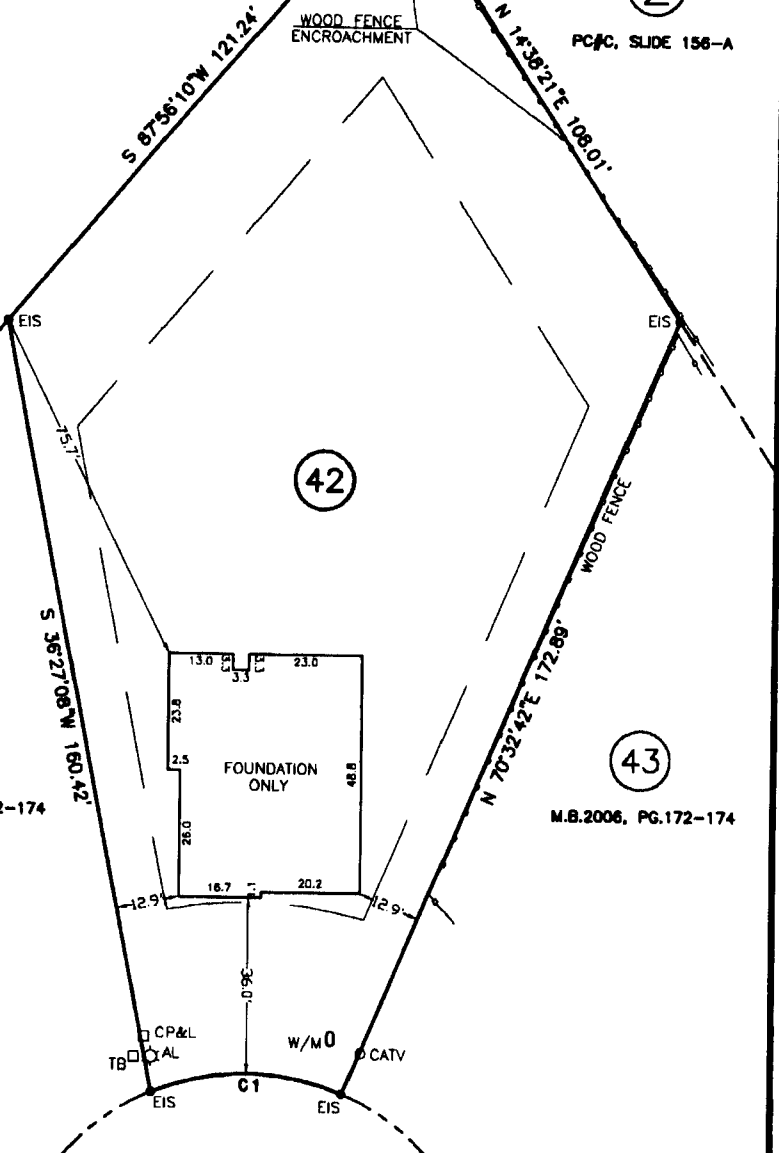 WOOD FENCE
ENCROACHMENT
PC#C, SLIDE 156-A
S 87°56'10"W 121.24'
N 14°38'21"E 108.01'
EIS
EIS
75.7'
42
WOOD FENCE
S 36°27'08"W 160.42'
N 70°32'42"E 172.89'
13.0
3.3
3.3
3.3
23.0
23.8
2.5
FOUNDATION
ONLY
48.8
26.0
43
M.B.2006, PG.172-174
2-174
16.7
1.1
20.2
12.9'
12.9'
36.0'
CP&L
TB
AL
W/M
CATV
C1
EIS
EIS